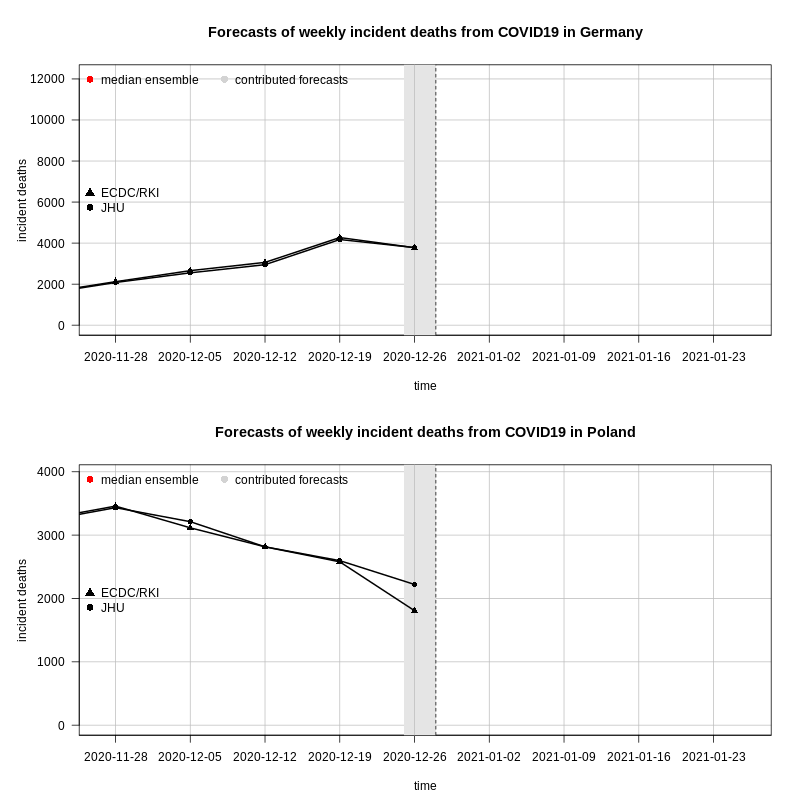 Forecasts of weekly incident deaths from COVID19 in Germany
12000
median ensemble
contributed forecasts
10000
8000
incident deaths
ECDC/RKI
6000
JHU
4000
2000
0
2020-11-28 2020-12-05 2020-12-12 2020-12-19 2020-12-26 2021-01-02 2021-01-09 2021-01-16 2021-01-23
time
Forecasts of weekly incident deaths from COVID19 in Poland
4000
median ensemble
contributed forecasts
3000
incident deaths
ECDC/RKI
2000
JHU
1000
0
2020-11-28 2020-12-05 2020-12-12 2020-12-19 2020-12-26 2021-01-02 2021-01-09 2021-01-16 2021-01-23
time